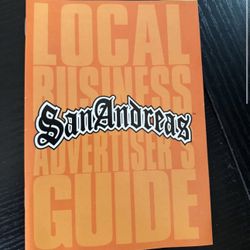 LOCAL
BUSINESS
SanAndreas
ADVERTISER'S
GUIDE